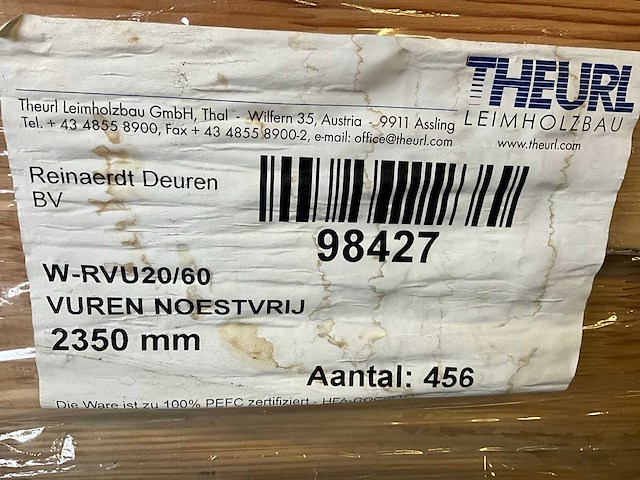 THEURL
LEIMHOLZBAU
www.theurl.com
Theurl Leimholzbau GmbH, Thal - Wilfern 35, Austria - 9911 Assling
Tel. + 43 4855 8900, Fax + 43 4855 8900-2, e-mail: office@theurl.com
Reinaerdt Deuren
BV
98427
W-RVU20/60
VUREN NOESTVRIJ
2350 mm
Aantal: 456
Die Ware ist zu 100% PEFC zertifiziert -